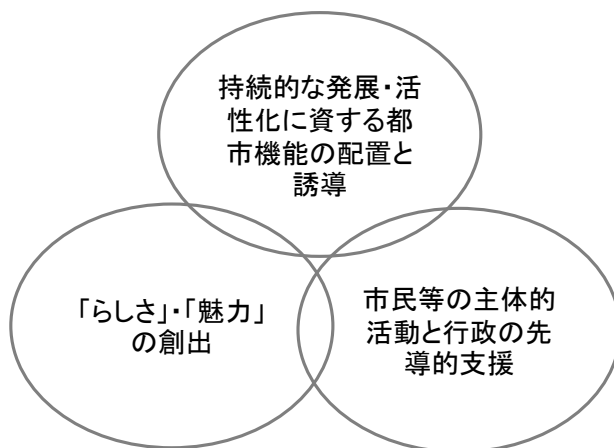 持続的な発展・活
性化に資する都
市機能の配置と
誘導
「らしさ」・「魅力」
の創出
市民等の主体的
活動と行政の先
導的支援